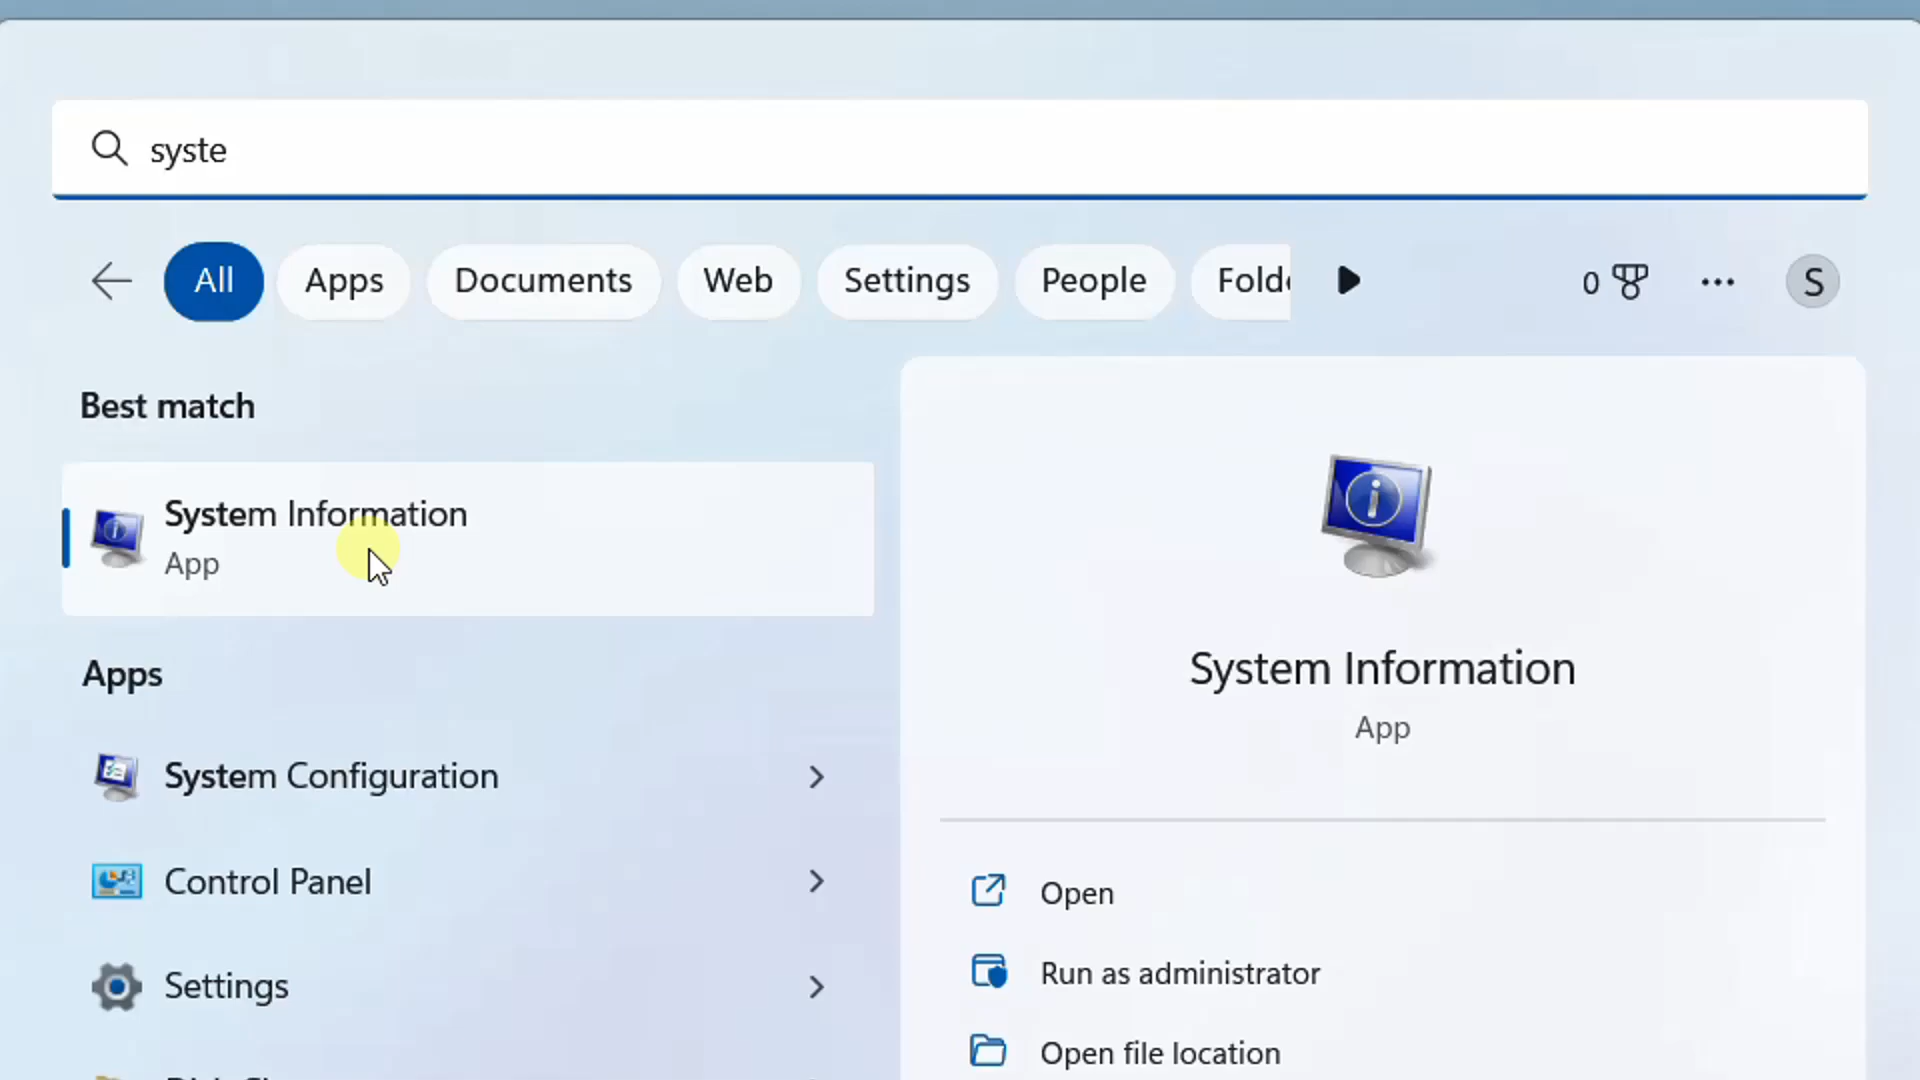 syste
All Apps Documents Web Settings People 0 S
Best match
System Information
App
Apps
System Configuration
Control Panel
Settings
System Information
App
Open
Run as administrator
Open file location